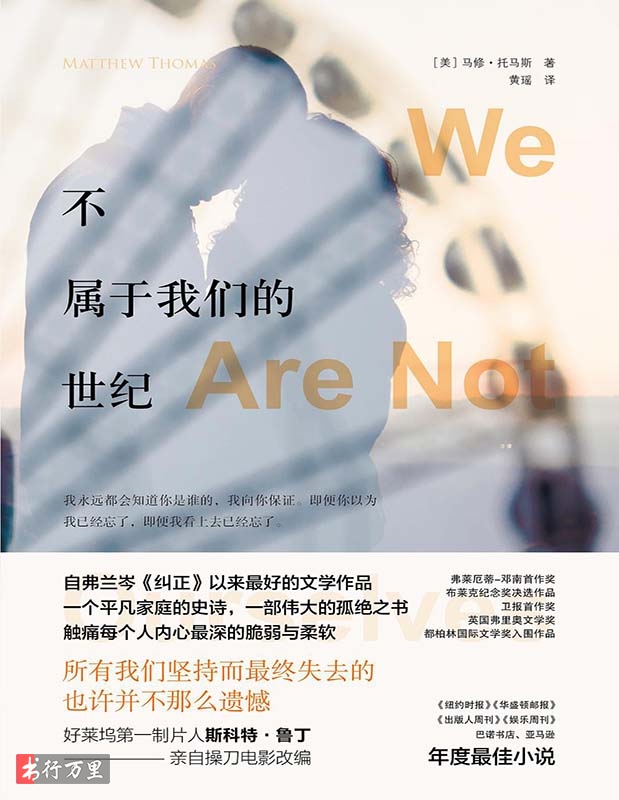 MATTHEW THOMAS
[美]马修·托马斯 著
黄瑶 译
We
不
属于我们的
世纪
Are Not
我永远都会知道你是谁的,我向你保证。即便你以为
我已经忘了,即便我看上去已经忘了。
Ourselves
自弗兰岑《纠正》以来最好的文学作品
一个平凡家庭的史诗,一部伟大的孤绝之书
触痛每个人内心最深的脆弱与柔软
弗莱厄蒂-邓南首作奖
布莱克纪念奖决选作品
卫报首作奖
英国弗里奥文学奖
都柏林国际文学奖入围作品
所有我们坚持而最终失去的
也许并不那么遗憾
好莱坞第一制片人斯科特·鲁丁
亲自操刀电影改编
《纽约时报》《华盛顿邮报》
《出版人周刊》《娱乐周刊》
巴诺书店、亚马逊
年度最佳小说
书行万里